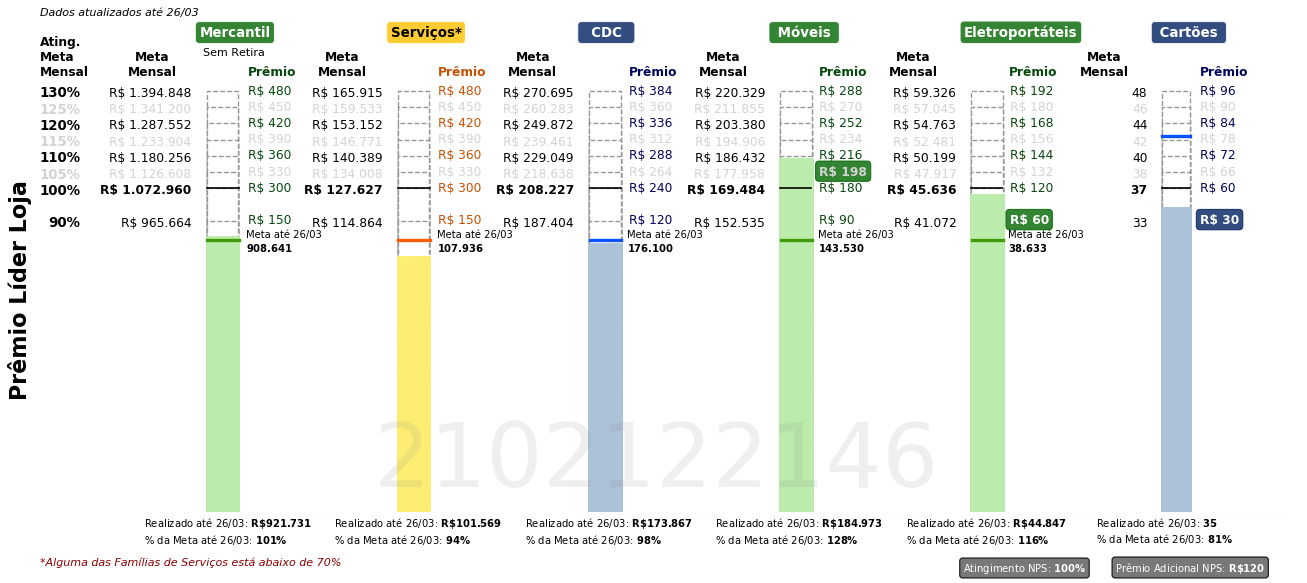 Dados atualizados até 26/03
Mercantil Serviços* CDC Móveis Eletroportáteis Cartões
Sem Retira
Ating. Meta Mensal Meta Mensal Prêmio Meta Mensal Prêmio Meta Mensal Prêmio Meta Mensal Prêmio Meta Mensal Prêmio Meta Mensal Prêmio
130% R$ 1.394.848 R$ 480 R$ 165.915 R$ 480 R$ 270.695 R$ 384 R$ 220.329 R$ 288 R$ 59.326 R$ 192 48 R$ 96
125% R$ 1.341.200 R$ 450 R$ 159.533 R$ 450 R$ 260.283 R$ 360 R$ 211.855 R$ 270 R$ 57.045 R$ 180 46 R$ 90
120% R$ 1.287.552 R$ 420 R$ 153.152 R$ 420 R$ 249.872 R$ 336 R$ 203.380 R$ 252 R$ 54.763 R$ 168 44 R$ 84
115% R$ 1.233.904 R$ 390 R$ 146.771 R$ 390 R$ 239.461 R$ 312 R$ 194.906 R$ 234 R$ 52.481 R$ 156 42 R$ 78
110% R$ 1.180.256 R$ 360 R$ 140.389 R$ 360 R$ 229.049 R$ 288 R$ 186.432 R$ 216 R$ 50.199 R$ 144 40 R$ 72
105% R$ 1.126.608 R$ 330 R$ 134.008 R$ 330 R$ 218.638 R$ 264 R$ 177.958 R$ 198 R$ 47.917 R$ 132 38 R$ 66
100% R$ 1.072.960 R$ 300 R$ 127.627 R$ 300 R$ 208.227 R$ 240 R$ 169.484 R$ 180 R$ 45.636 R$ 120 37 R$ 60
90% R$ 965.664 R$ 150 R$ 114.864 R$ 150 R$ 187.404 R$ 120 R$ 152.535 R$ 90 R$ 41.072 R$ 60 33 R$ 30
Meta até 26/03 Meta até 26/03 Meta até 26/03 Meta até 26/03 Meta até 26/03
908.641 107.936 176.100 143.530 38.633
Prêmio Líder Loja
2102122146
Realizado até 26/03: R$921.731 Realizado até 26/03: R$101.569 Realizado até 26/03: R$173.867 Realizado até 26/03: R$184.973 Realizado até 26/03: R$44.847 Realizado até 26/03: 35
% da Meta até 26/03: 101% % da Meta até 26/03: 94% % da Meta até 26/03: 98% % da Meta até 26/03: 128% % da Meta até 26/03: 116% % da Meta até 26/03: 81%
*Alguma das Famílias de Serviços está abaixo de 70% Atingimento NPS: 100% Prêmio Adicional NPS: R$120